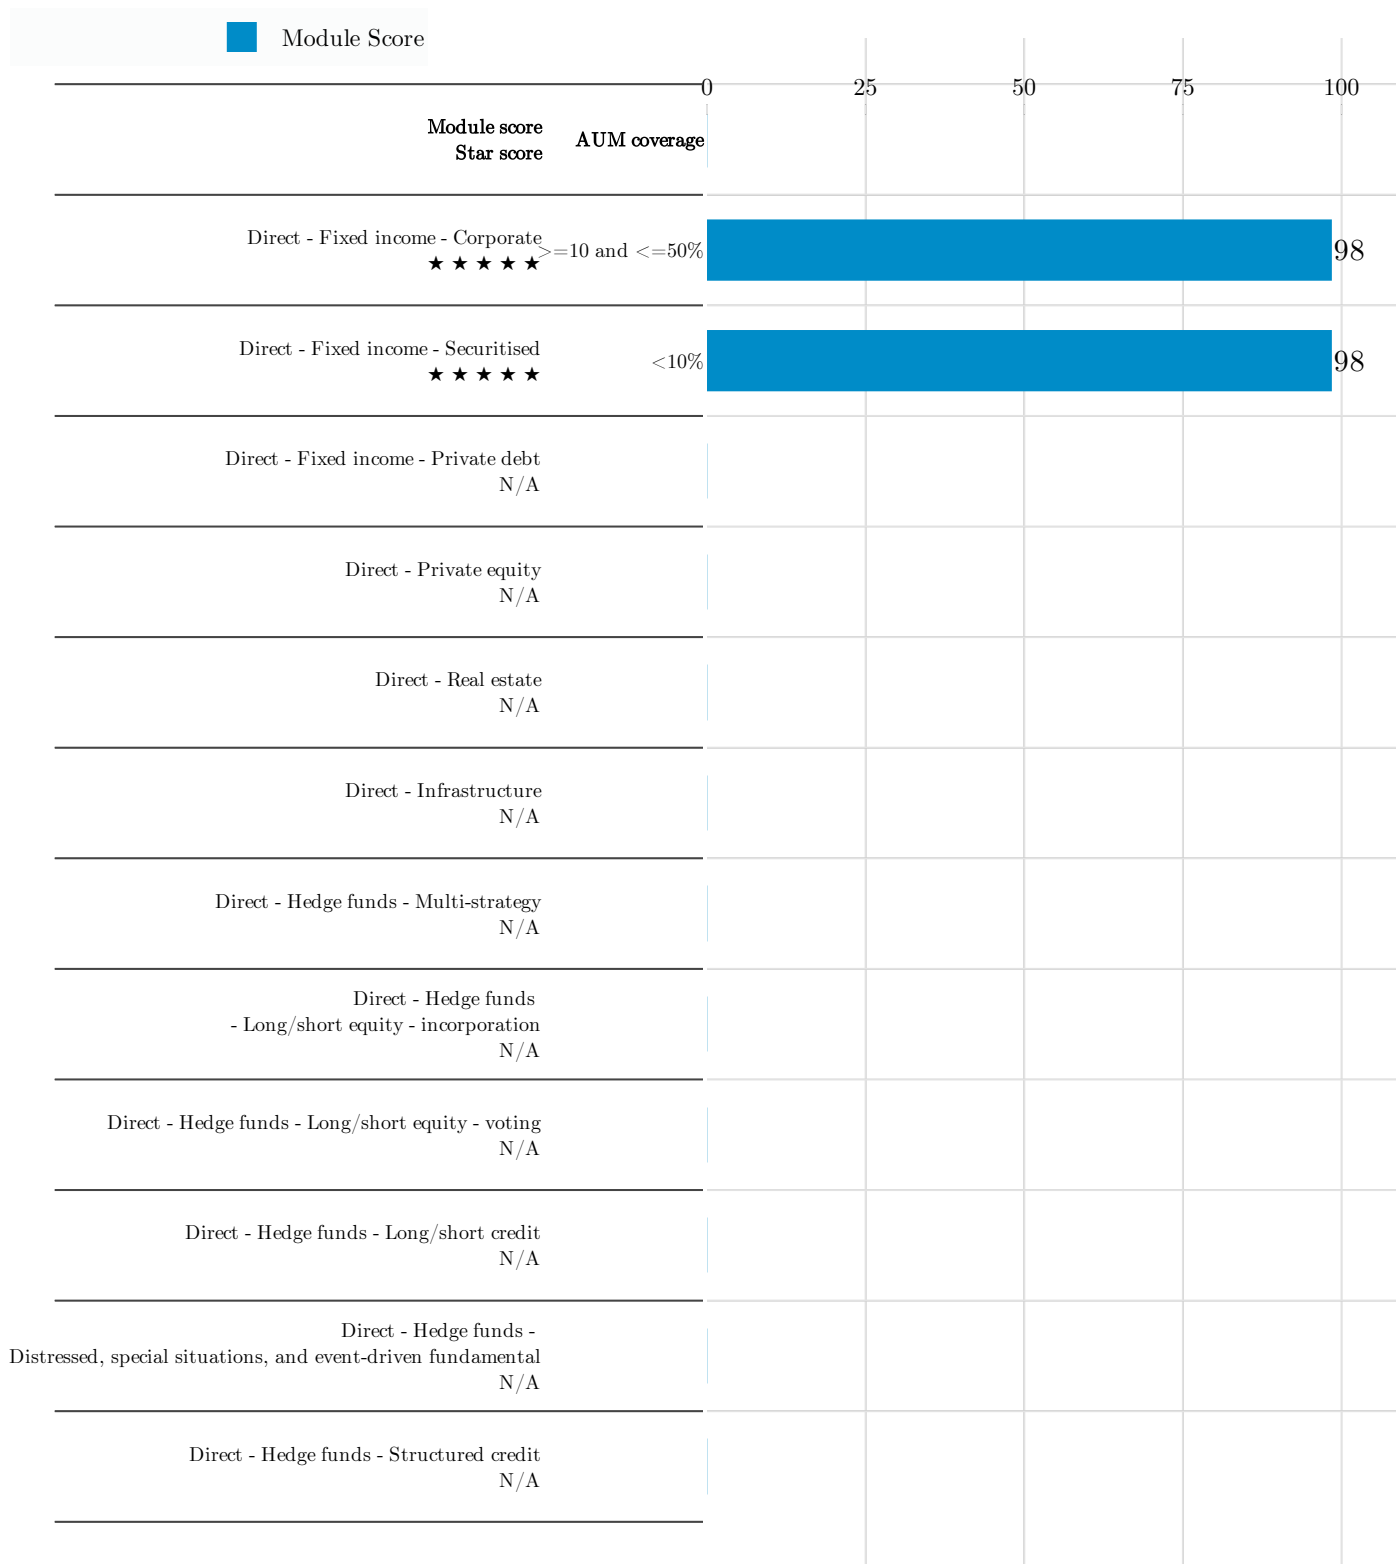 Module Score
0 25 50 75 100
Module score
Star score
AUM coverage
Direct - Fixed income - Corporate
★ ★ ★ ★ ★
>=10 and <=50%
98
Direct - Fixed income - Securitised
★ ★ ★ ★ ★
<10%
98
Direct - Fixed income - Private debt
N/A
Direct - Private equity
N/A
Direct - Real estate
N/A
Direct - Infrastructure
N/A
Direct - Hedge funds - Multi-strategy
N/A
Direct - Hedge funds
- Long/short equity - incorporation
N/A
Direct - Hedge funds - Long/short equity - voting
N/A
Direct - Hedge funds - Long/short credit
N/A
Direct - Hedge funds -
Distressed, special situations, and event-driven fundamental
N/A
Direct - Hedge funds - Structured credit
N/A